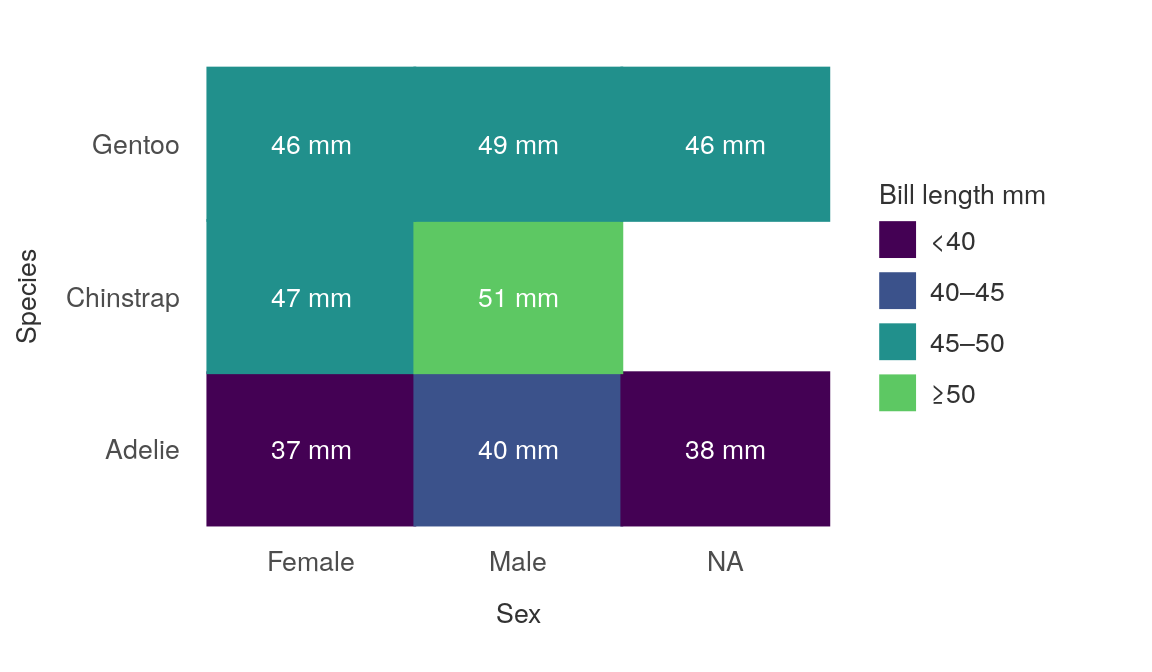 Gentoo
46 mm
49 mm
46 mm
Species
Chinstrap
47 mm
51 mm
Adelie
37 mm
40 mm
38 mm
Female
Male
NA
Sex
Bill length mm
<40
40–45
45–50
≥50